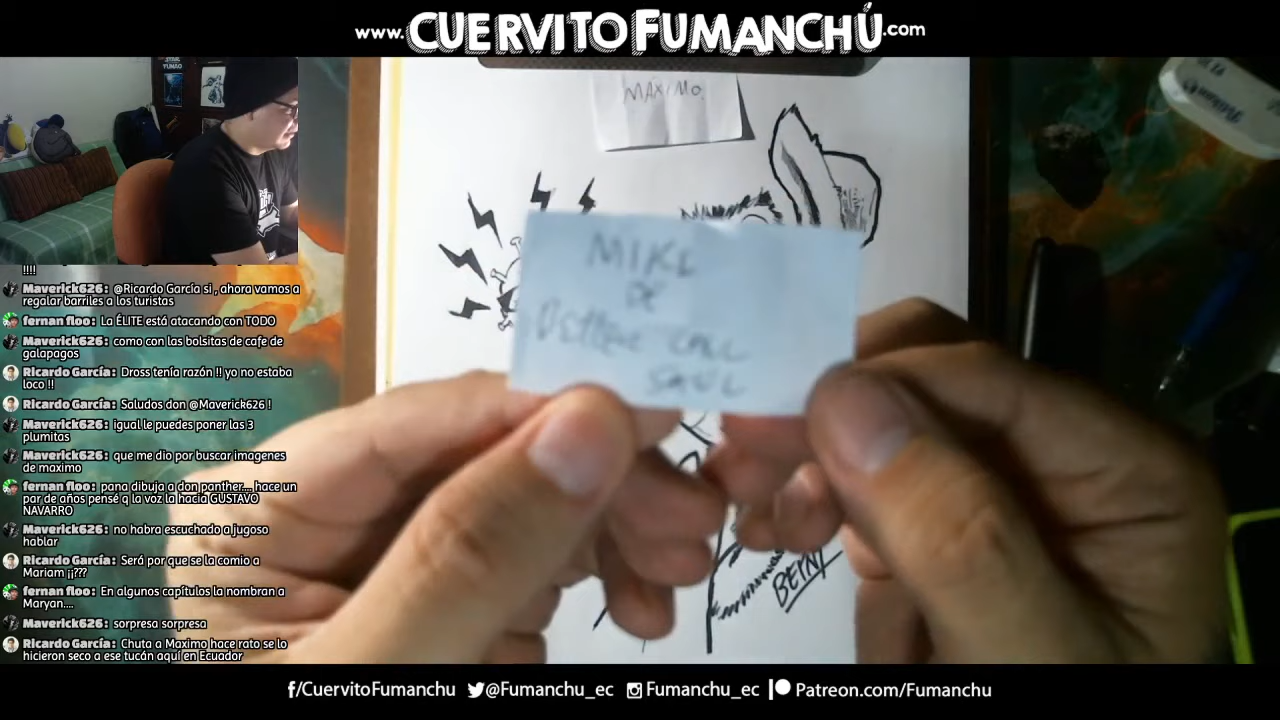 www.CUERVITO FUMANCHÚ.com
MAXIMO
MIKE
DE
BETTER CALL
SAUL
!!!!
Maverick626: @Ricardo García si , ahora vamos a
regalar barriles a los turistas
fernan floo: La ÉLITE está atacando con TODO
Maverick626: como con las bolsitas de cafe de
galapagos
Ricardo García: Dross tenía razón !! yo no estaba
loco !!
Ricardo García: Saludos don @Maverick626 !
Maverick626: igual le puedes poner las 3
plumitas
Maverick626: que me dio por buscar imagenes
de maximo
fernan floo: pana dibuja a don panther.... hace un
par de años pensé q la voz la hacía GUSTAVO
NAVARRO
Maverick626: no habra escuchado a jugoso
hablar
Ricardo García: Será por que se la comio a
Mariam ¡¡???
fernan floo: En algunos capítulos la nombran a
Maryan....
Maverick626: sorpresa sorpresa
Ricardo García: Chuta a Maximo hace rato se lo
hicieron seco a ese tucán aquí en Ecuador
f/CuervitoFumanchu @Fumanchu_ec Fumanchu_ec Patreon.com/Fumanchu